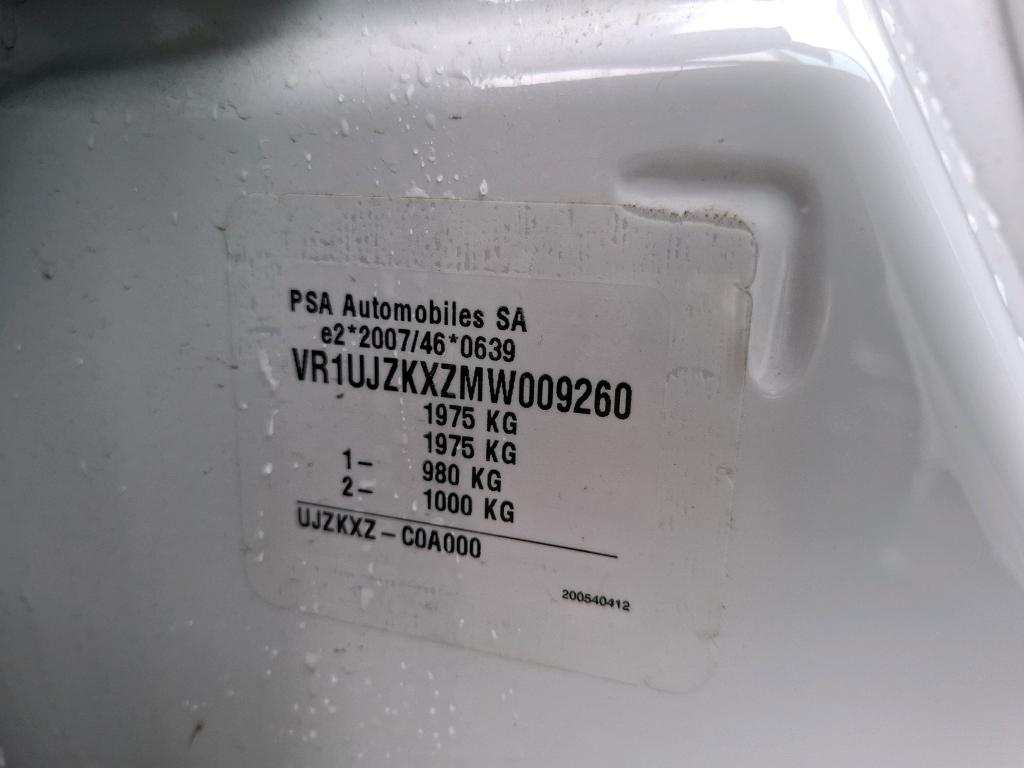 PSA Automobiles SA
e2*2007/46*0639
VR1UJZKXZMW009260
1975 KG
1975 KG
1– 980 KG
2– 1000 KG
UJZKXZ – C0A000
200540412